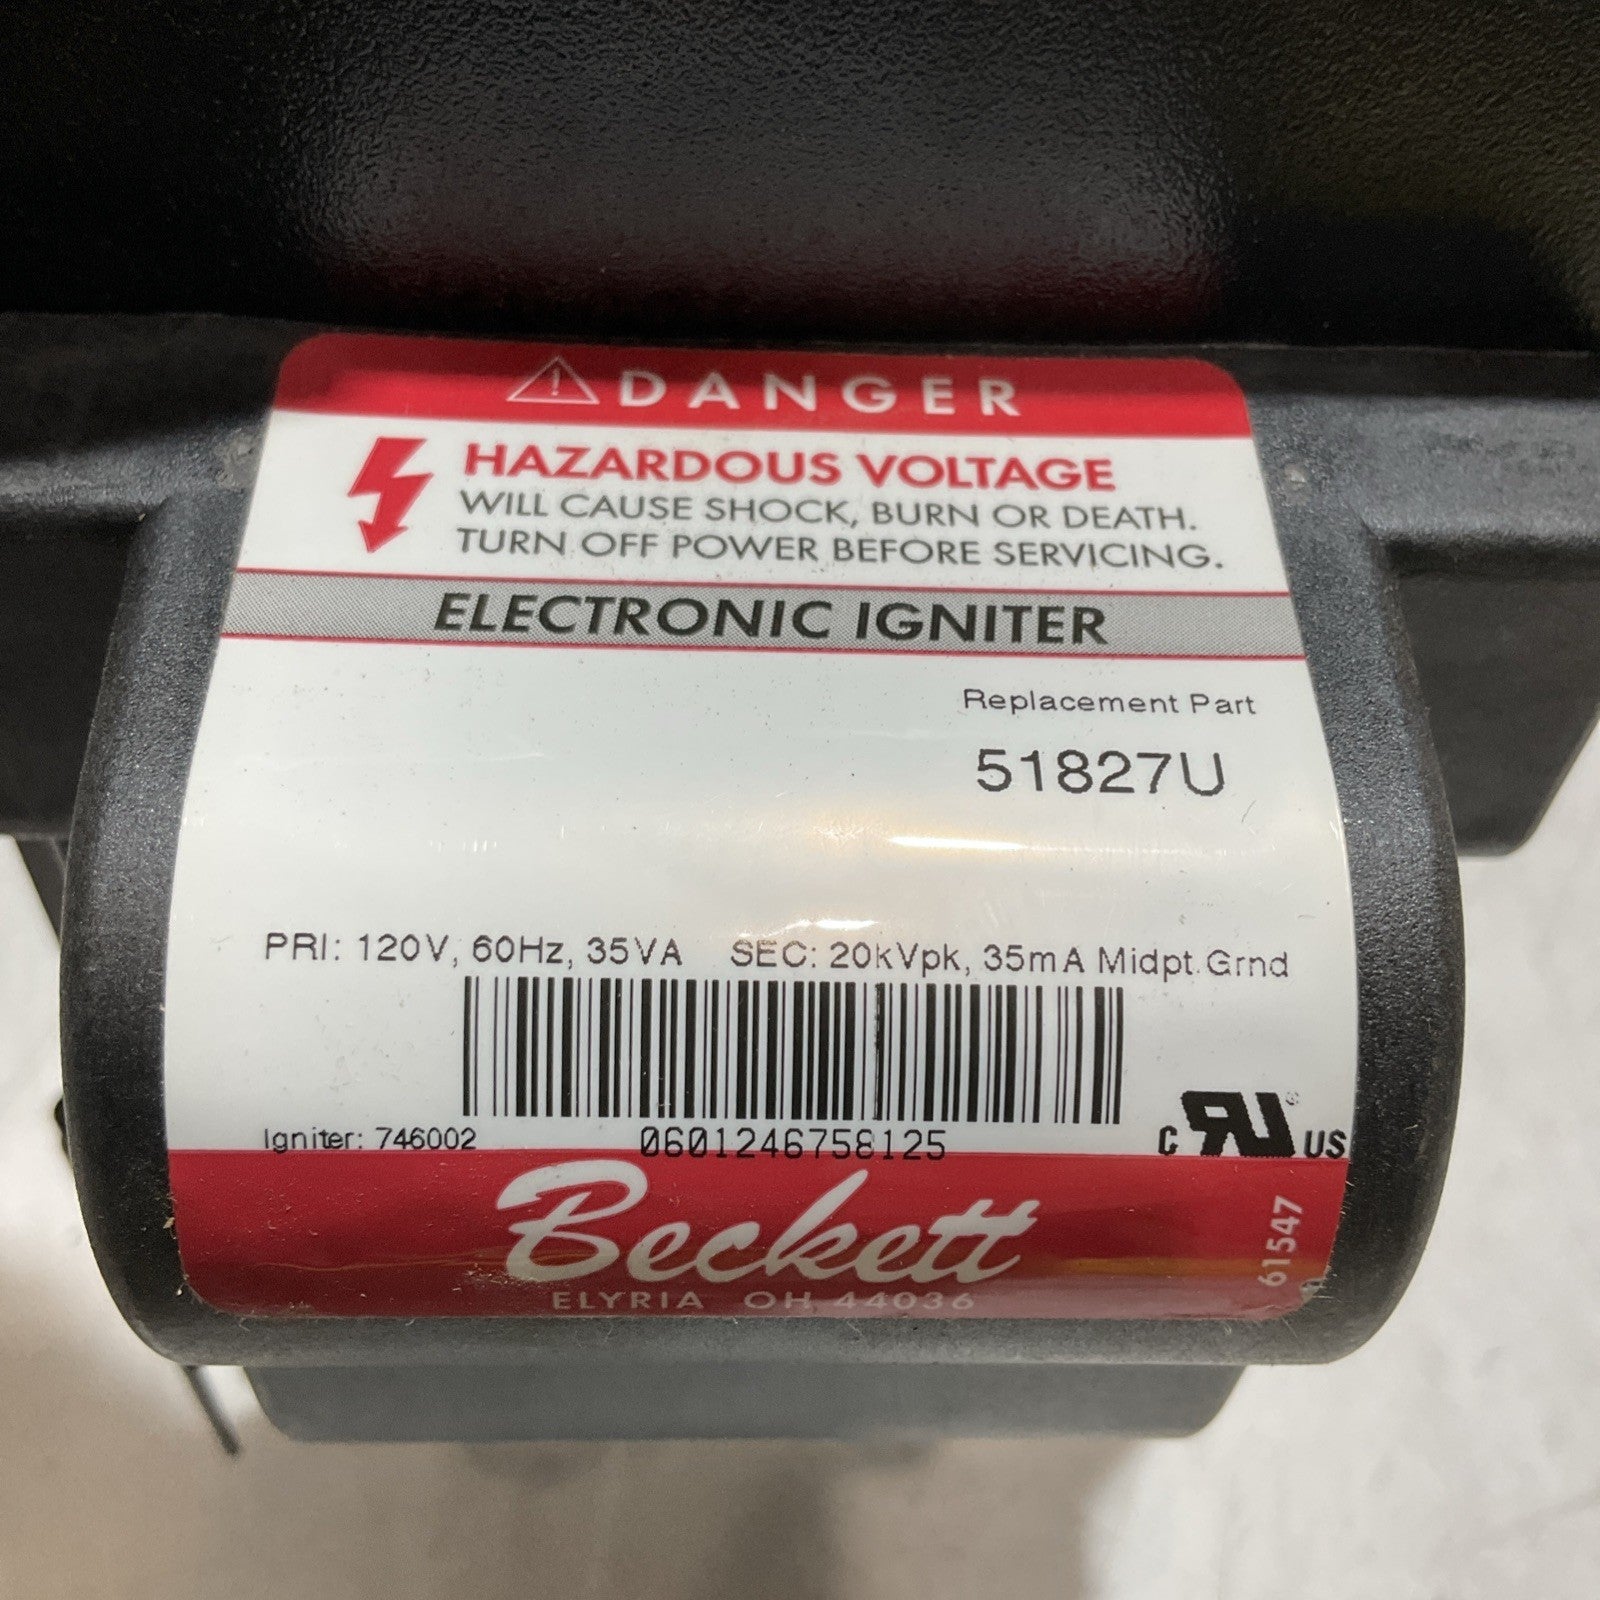 DANGER
HAZARDOUS VOLTAGE
WILL CAUSE SHOCK, BURN OR DEATH.
TURN OFF POWER BEFORE SERVICING.
ELECTRONIC IGNITER
Replacement Part
51827U
PRI: 120V, 60Hz, 35VA SEC: 20kVpk, 35mA Midpt.Grnd
Igniter: 746002 0601246758125
C RU® US
Beckett
ELYRIA OH 44036
61547